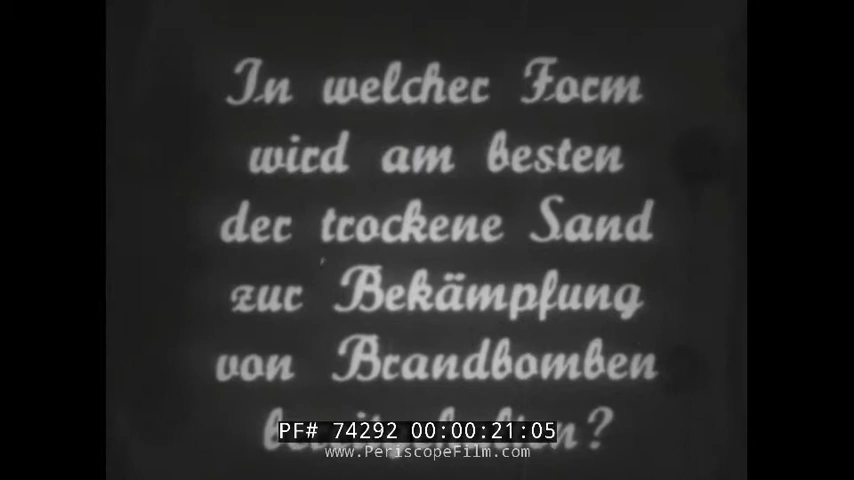 In welcher Form
wird am besten
der trockene Sand
zur Bekämpfung
von Brandbomben
?
PF# 74292 00:00:21:05
www.PeriscopeFilm.com